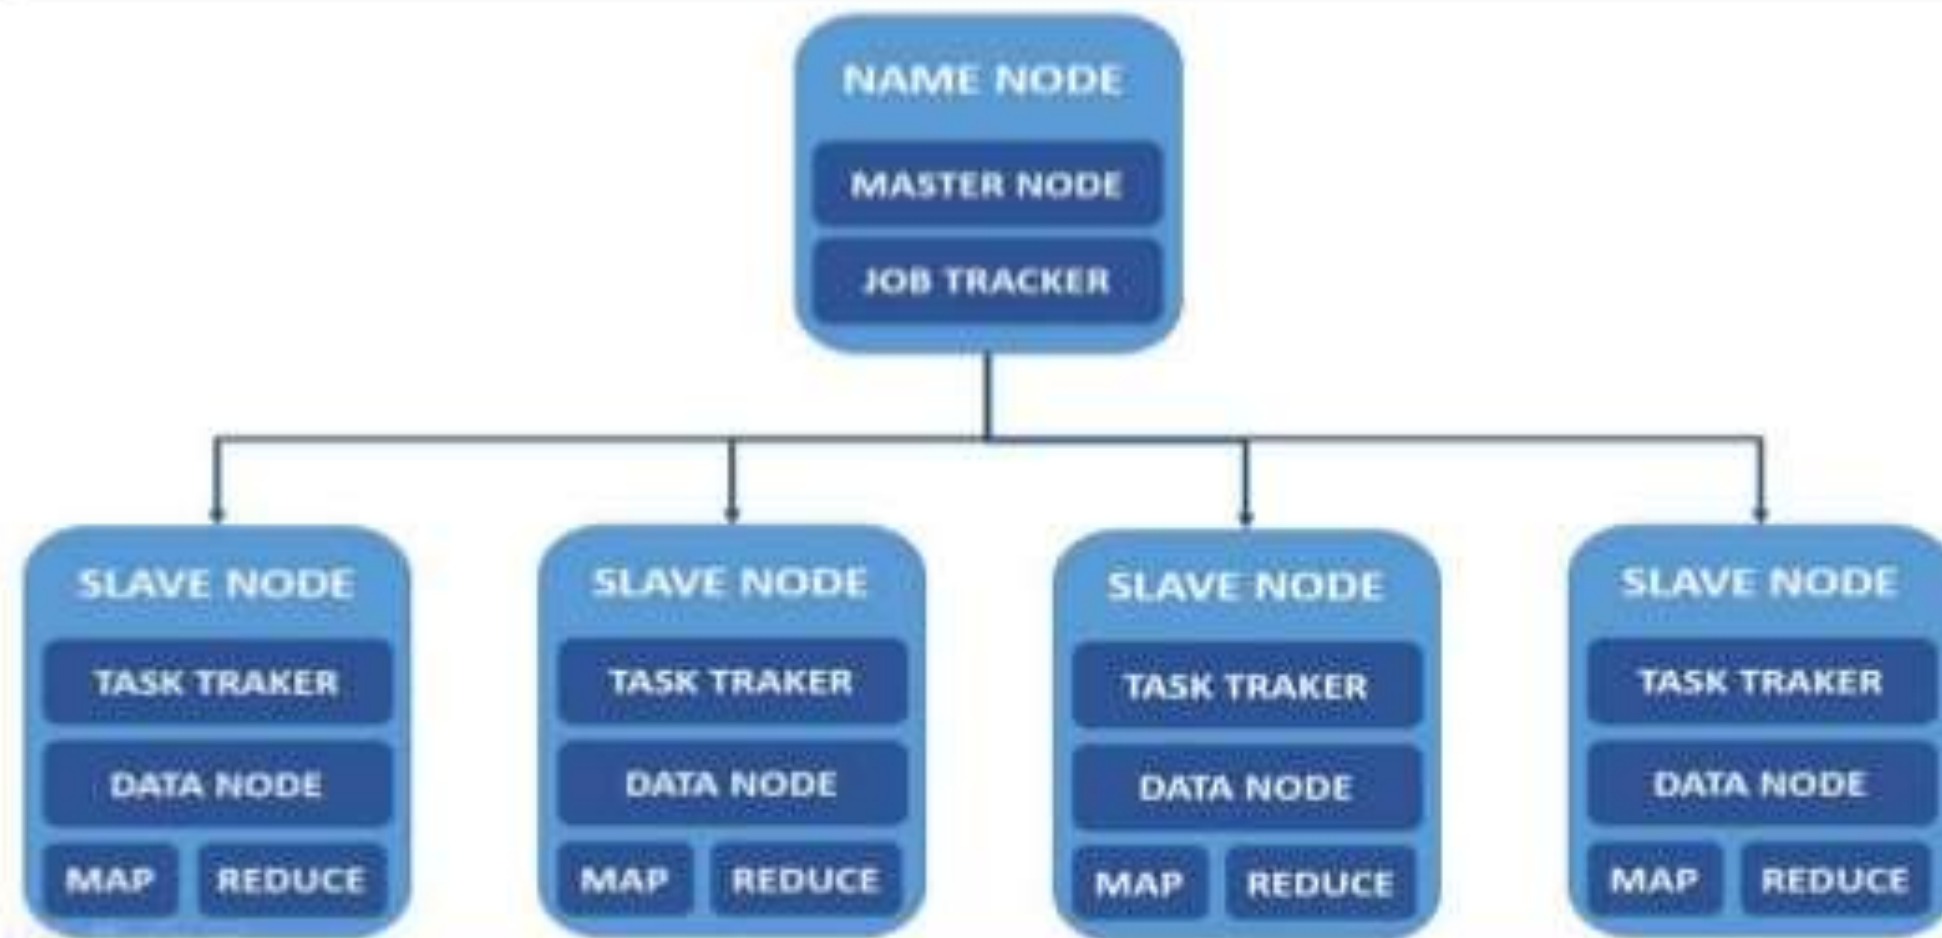 NAME NODE
MASTER NODE
JOB TRACKER
SLAVE NODE
TASK TRAKER
DATA NODE
MAP REDUCE
SLAVE NODE
TASK TRAKER
DATA NODE
MAP REDUCE
SLAVE NODE
TASK TRAKER
DATA NODE
MAP REDUCE
SLAVE NODE
TASK TRAKER
DATA NODE
MAP REDUCE